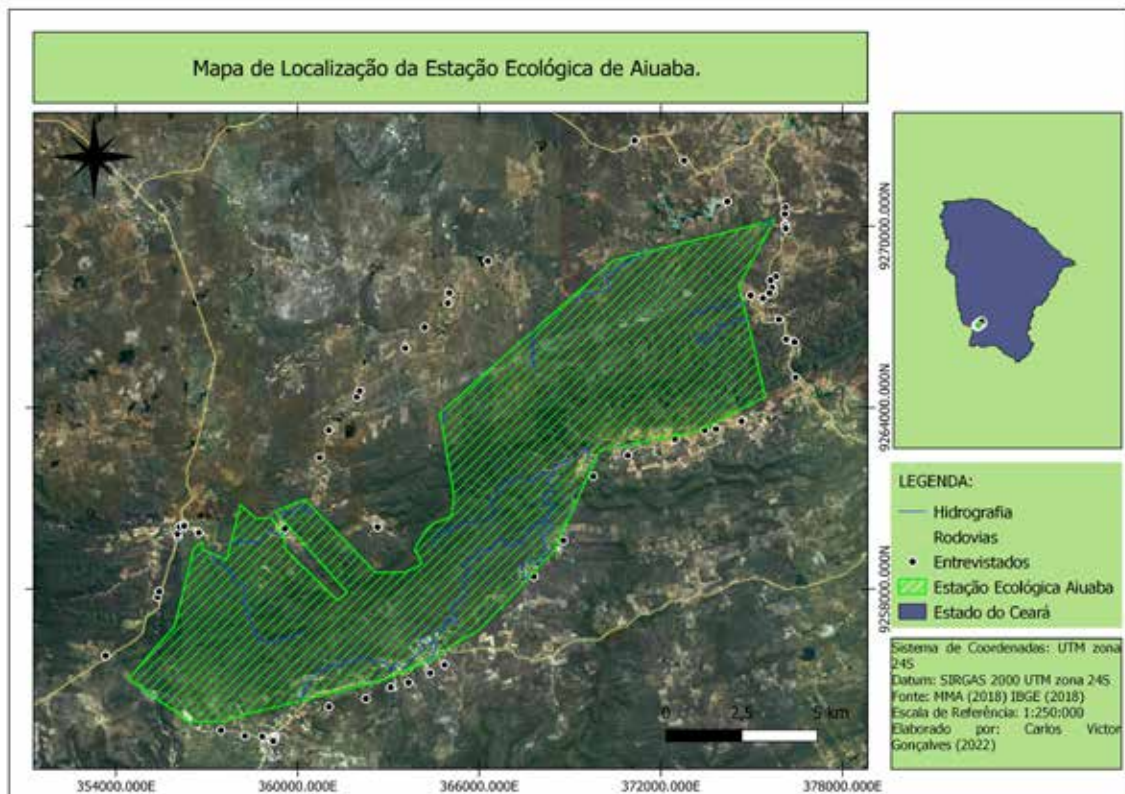 Mapa de Localização da Estação Ecológica de Aiuaba.
9270000.000N
9264000.000N
9258000.000N
0 2,5 5 km
354000.000E 360000.000E 366000.000E 372000.000E 378000.000E
LEGENDA:
Hidrografia
Rodovias
Entrevistados
Estação Ecológica Aiuaba
Estado do Ceará
Sistema de Coordenadas: UTM zona
24S
Datum: SIRGAS 2000 UTM zona 24S
Fonte: MMA (2018) IBGE (2018)
Escala de Referência: 1:250:000
Elaborado por: Carlos Victor
Gonçalves (2022)